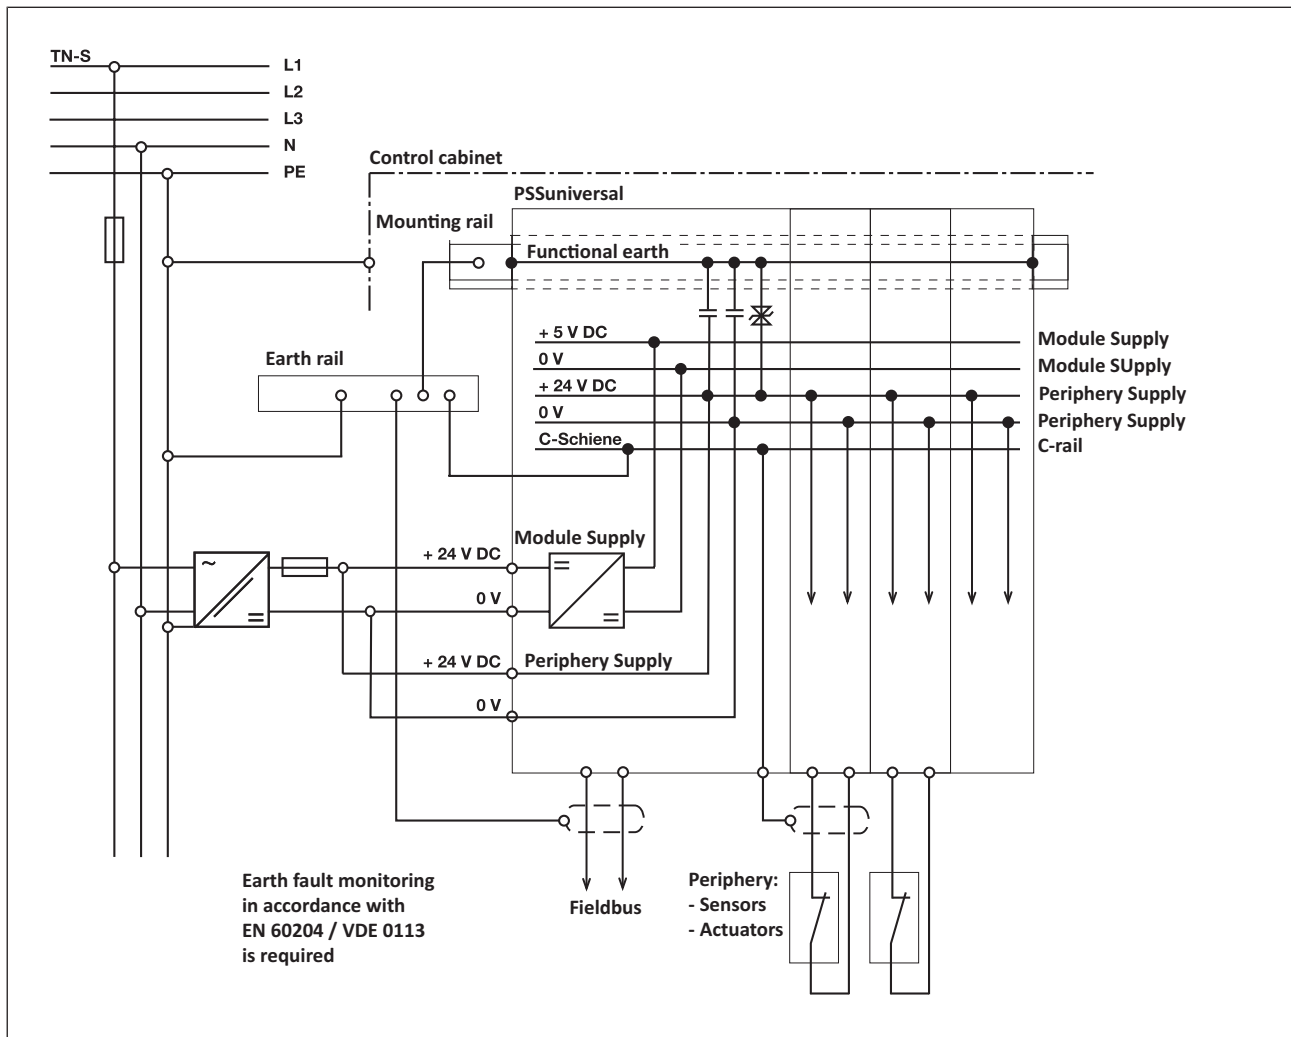 TN-S
L1
L2
L3
N
PE
Control cabinet
PSSuniversal
Mounting rail
Functional earth
+ 5 V DC
Module Supply
0 V
Module SUpply
Earth rail
+ 24 V DC
Periphery Supply
0 V
Periphery Supply
C-Schiene
C-rail
Module Supply
+ 24 V DC
0 V
+ 24 V DC
Periphery Supply
0 V
Earth fault monitoring
in accordance with
EN 60204 / VDE 0113
is required
Fieldbus
Periphery:
- Sensors
- Actuators